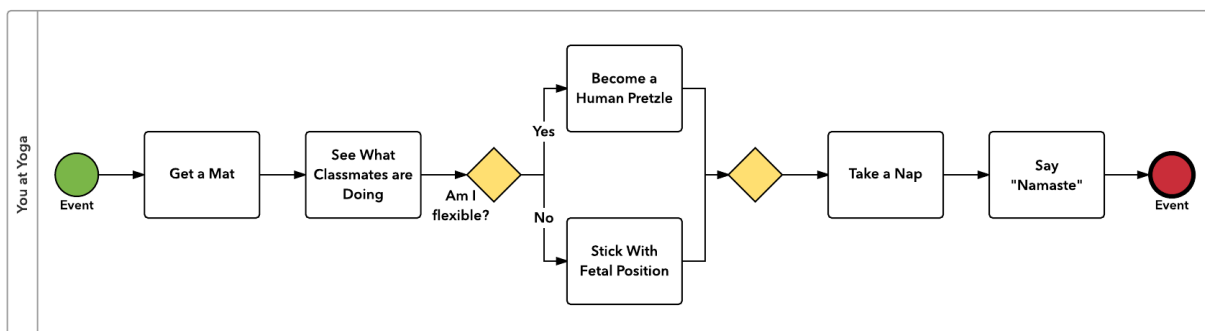 You at Yoga
Event
Get a Mat
See What
Classmates are
Doing
Am I
flexible?
Yes
Become a
Human Pretzle
No
Stick With
Fetal Position
Take a Nap
Say
"Namaste"
Event